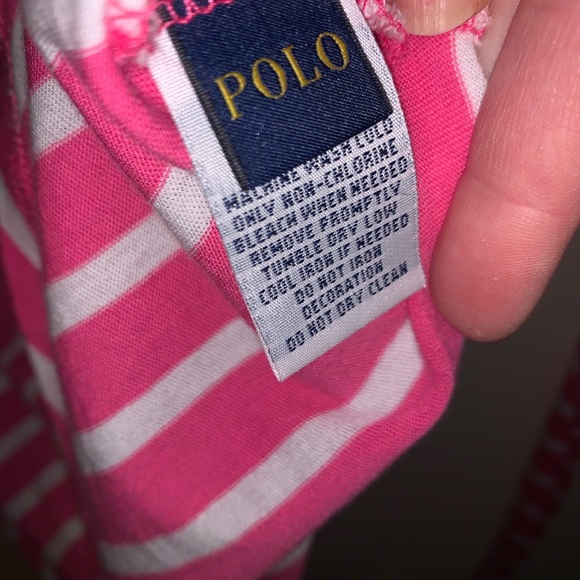 POLO
MACHINE WASH COLD
ONLY NON-CHLORINE
BLEACH WHEN NEEDED
REMOVE PROMPTLY
TUMBLE DRY LOW
COOL IRON IF NEEDED
DO NOT IRON
DECORATION
DO NOT DRY CLEAN